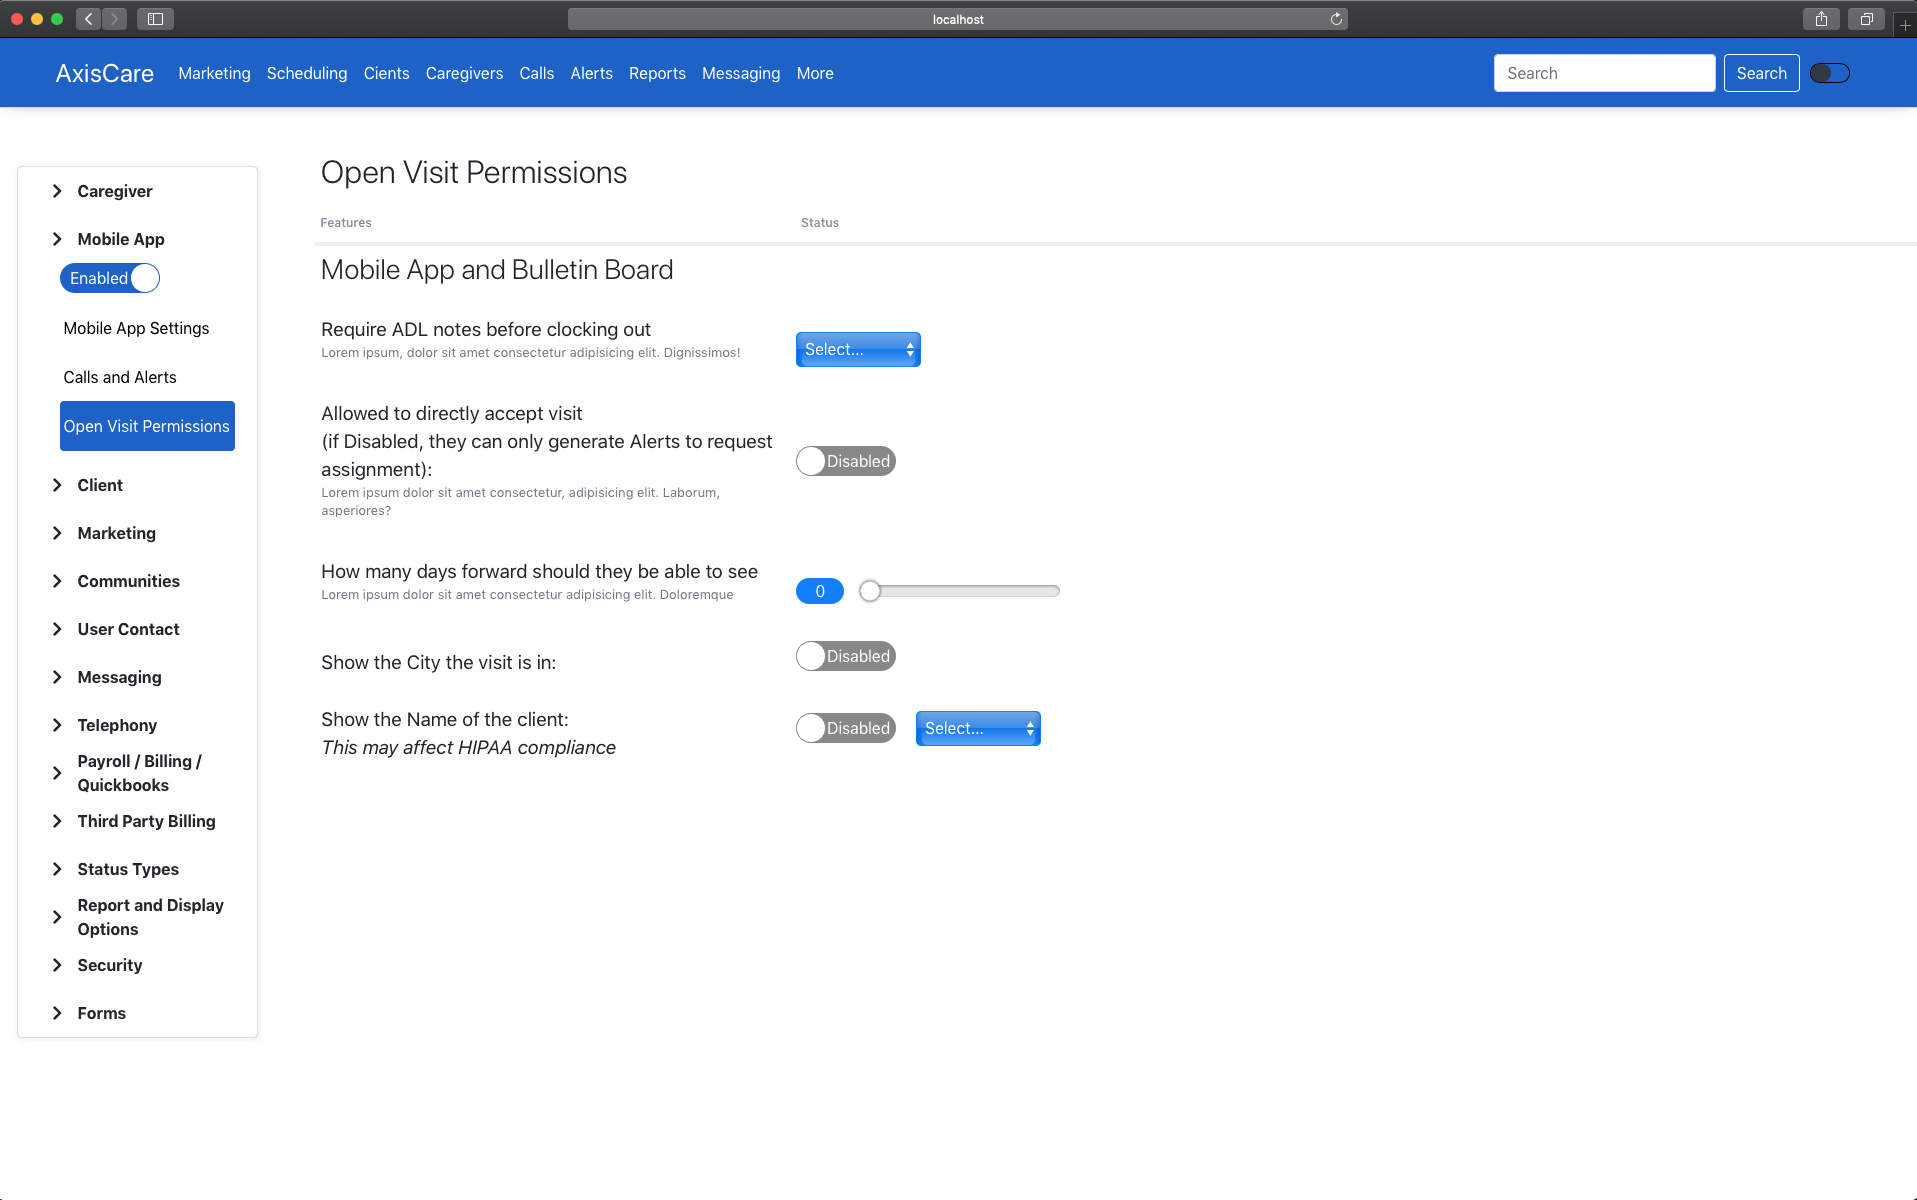 localhost
AxisCare Marketing Scheduling Cients Caregivers Calls Alerts Reports Messaging More Search Search
Caregiver
Mobile App
Enabled
Mobile App Settings
Calls and Alerts
Open Visit Permissions
Client
Marketing
Communities
User Contact
Messaging
Telephony
Payroll / Billing /
Quickbooks
Third Party Billing
Status Types
Report and Display
Options
Security
Forms
Open Visit Permissions
Features Status
Mobile App and Bulletin Board
Require ADL notes before clocking out
Lorem ipsum, dolor sit amet consectetur adipisicing elit. Dignissimos!
Select...
Allowed to directly accept visit
(if Disabled, they can only generate Alerts to request
assignment):
Lorem ipsum dolor sit amet consectetur, adipisicing elit. Laborum,
asperiores?
Disabled
How many days forward should they be able to see
Lorem ipsum dolor sit amet consectetur adipisicing elit. Doloremque
0
Show the City the visit is in:
Disabled
Show the Name of the client:
This may affect HIPAA compliance
Disabled Select...